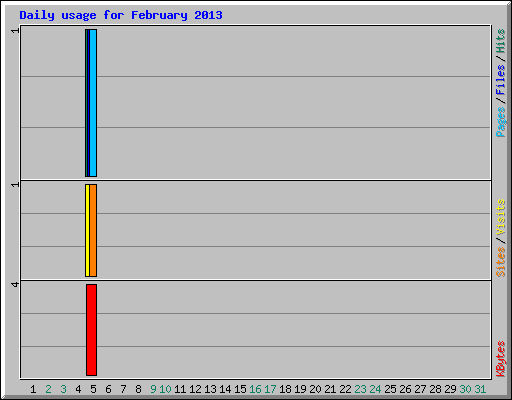 Daily usage for February 2013
1
Pages / Files / Hits
1
Sites / Visits
4
KBytes
1 2 3 4 5 6 7 8 9 10 11 12 13 14 15 16 17 18 19 20 21 22 23 24 25 26 27 28 29 30 31